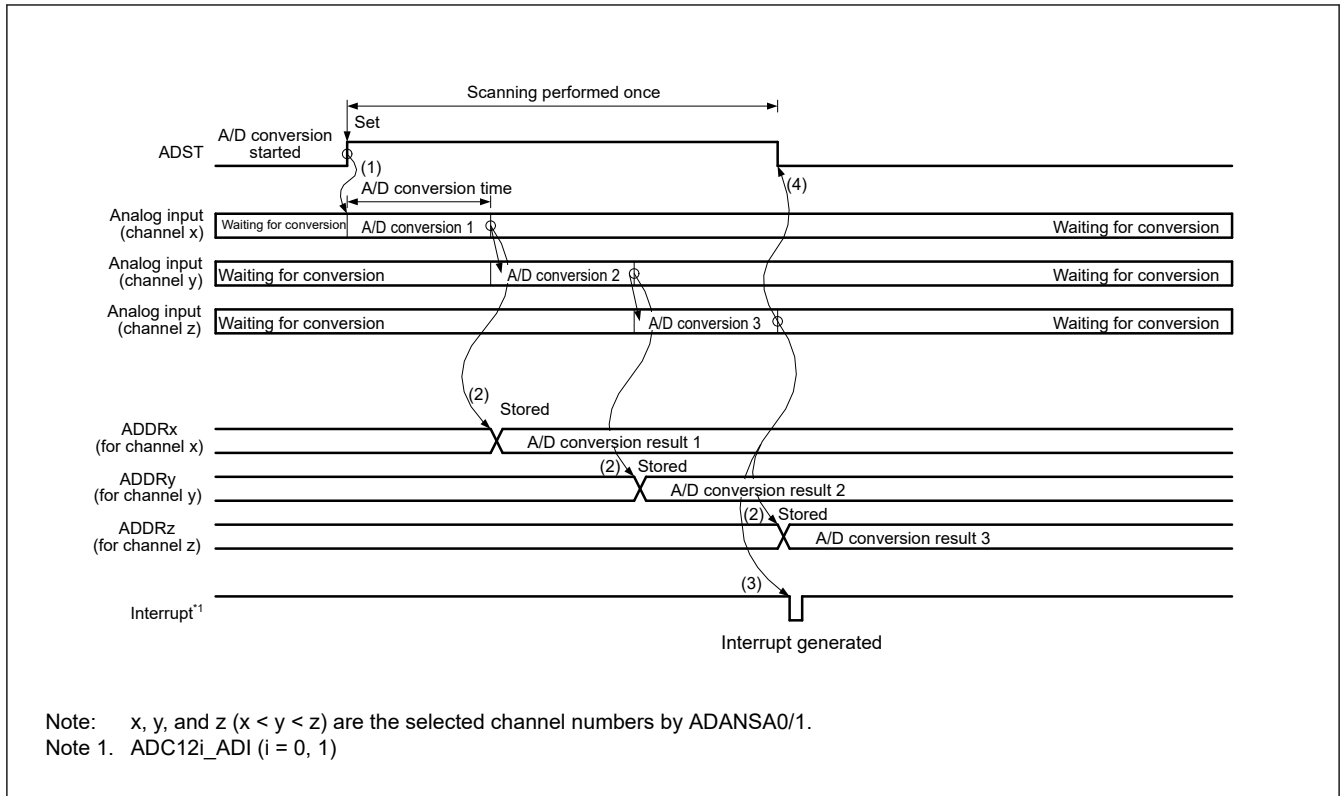 Scanning performed once
Set
A/D conversion
started
ADST
(1)
(4)
A/D conversion time
Analog input
(channel x)
Waiting for conversion
A/D conversion 1
Waiting for conversion
Analog input
(channel y)
Waiting for conversion
A/D conversion 2
Waiting for conversion
Analog input
(channel z)
Waiting for conversion
A/D conversion 3
Waiting for conversion
(2)
Stored
ADDRx
(for channel x)
A/D conversion result 1
(2)
Stored
ADDRy
(for channel y)
A/D conversion result 2
(2)
Stored
ADDRz
(for channel z)
A/D conversion result 3
(3)
Interrupt*1
Interrupt generated
Note: x, y, and z (x < y < z) are the selected channel numbers by ADANSA0/1.
Note 1. ADC12i_ADI (i = 0, 1)